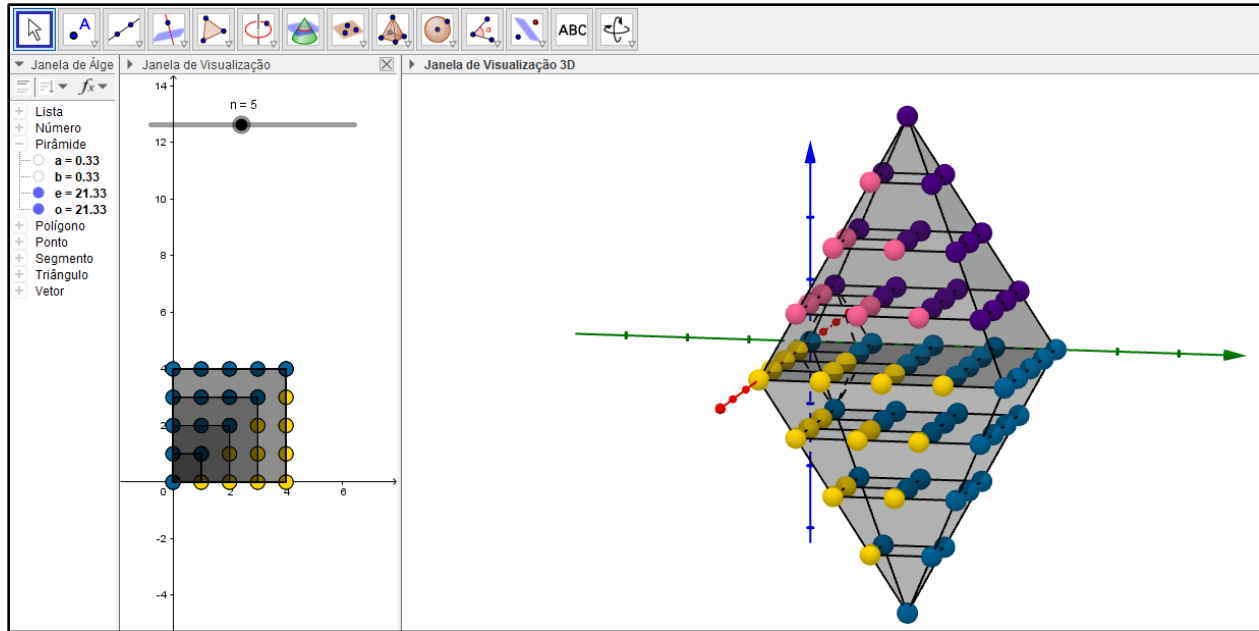 ABC
Janela de Álge
Janela de Visualização
Janela de Visualização 3D
fx
Lista
Número
Pirâmide
a = 0.33
b = 0.33
e = 21.33
o = 21.33
Polígono
Ponto
Segmento
Triângulo
Vetor
n = 5
14
12
10
8
6
4
2
0
2
4
6
-2
-4
A
α